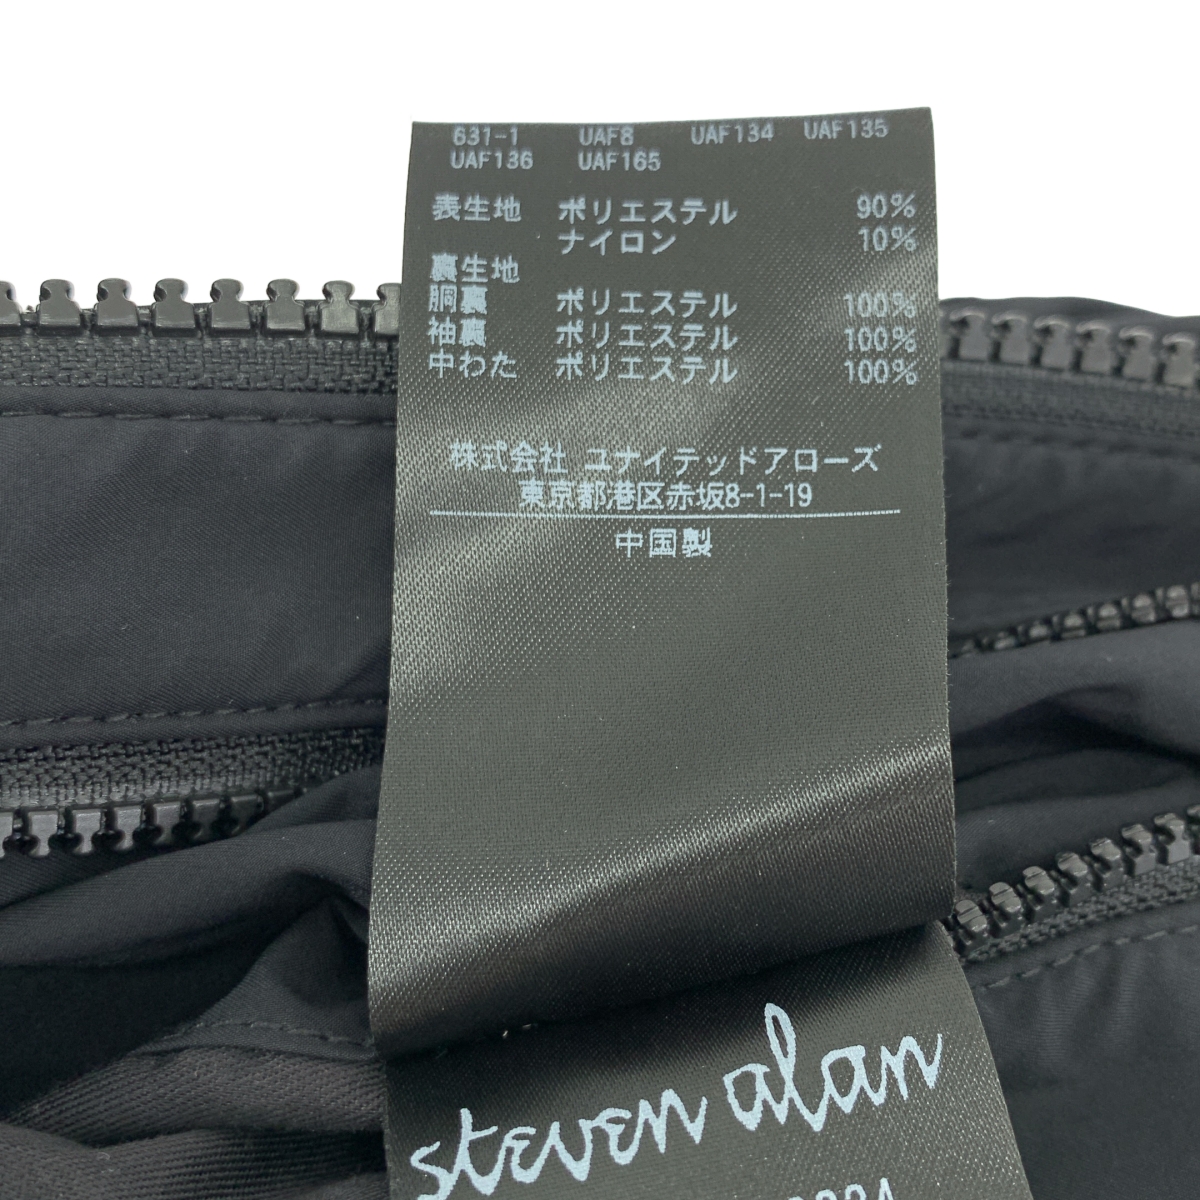 631-1 UAF8 UAF134 UAF135
UAF136 UAF165
表生地 ポリエステル 90%
ナイロン 10%
裏生地
胴裏 ポリエステル 100%
袖裏 ポリエステル 100%
中わた ポリエステル 100%
株式会社 ユナイテッドアローズ
東京都港区赤坂8-1-19
中国製
steven alan